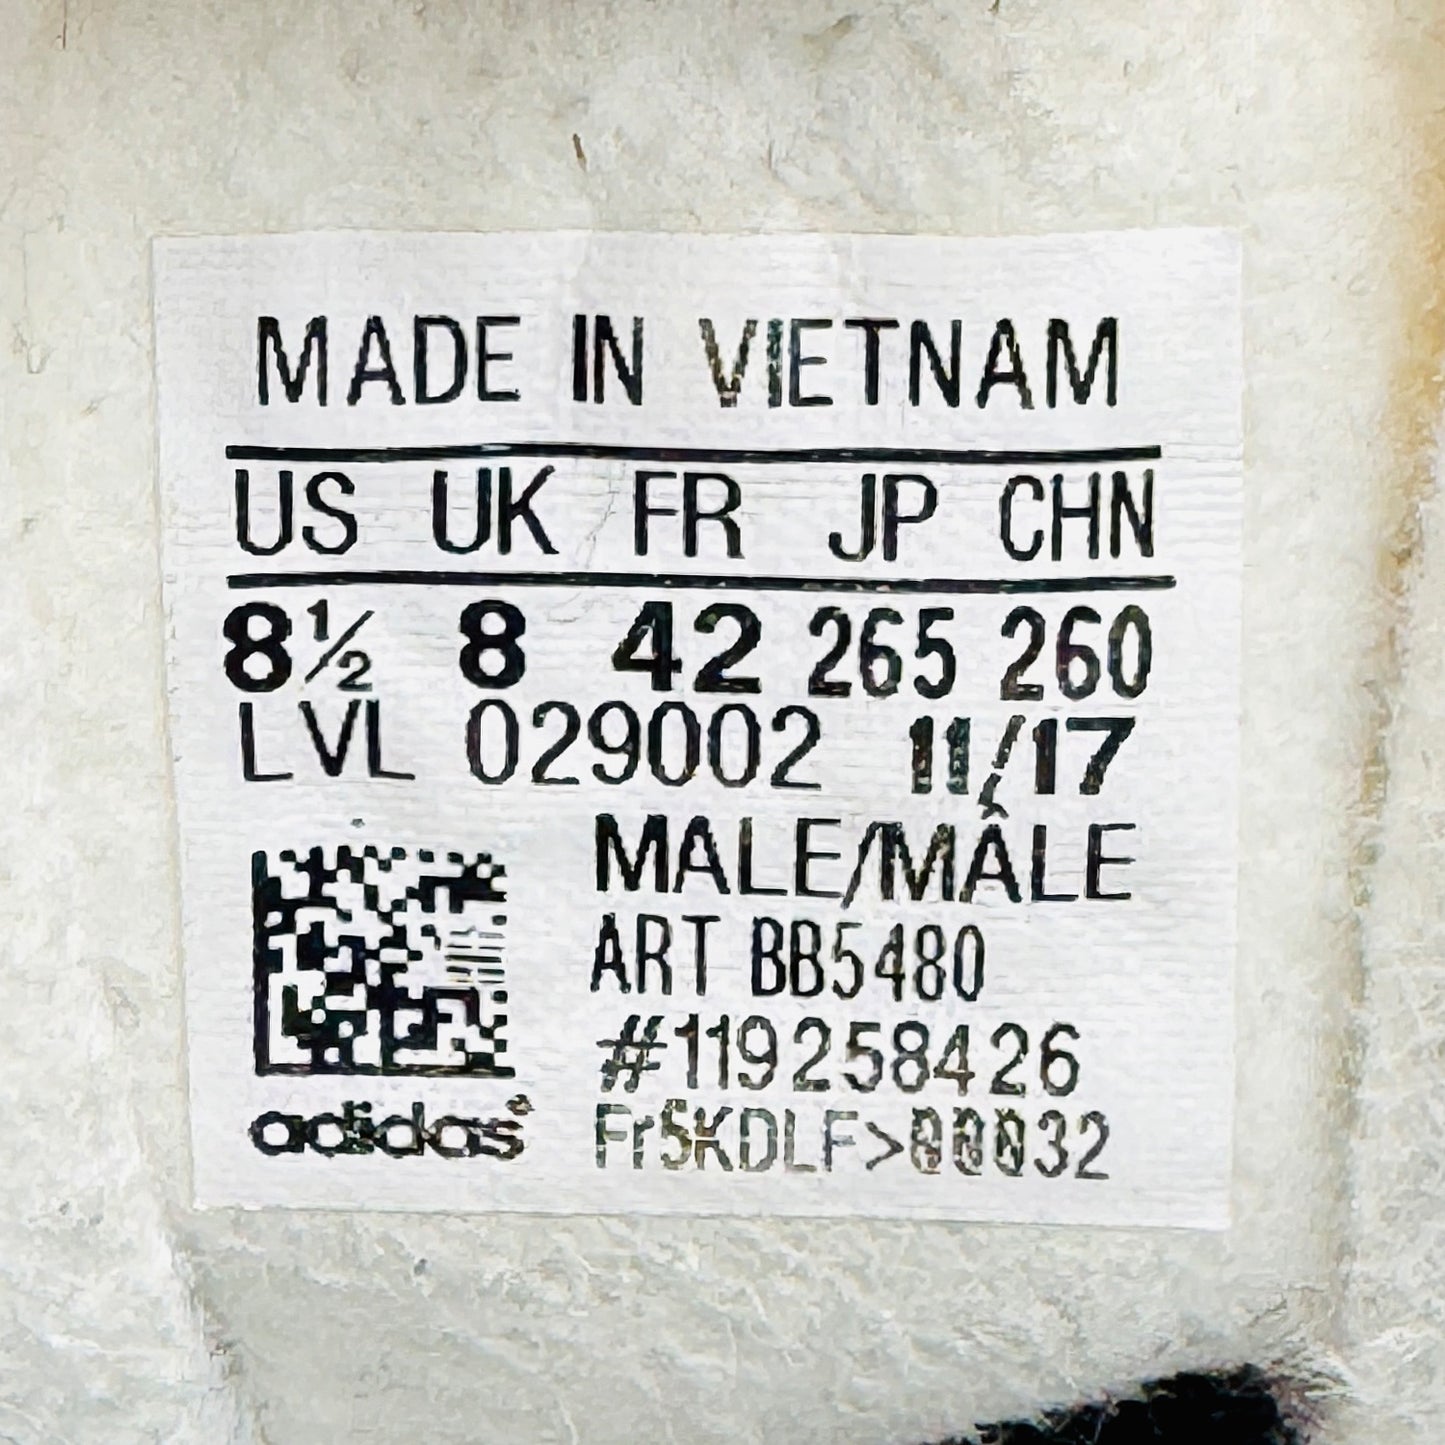 MADE IN VIETNAM
US UK FR JP CHN
8½ 8 42 265 260
LVL 029002 11/17
MALE/MÂLE
ART BB5480
#119258426
Fr5KDLF>00032
adidas